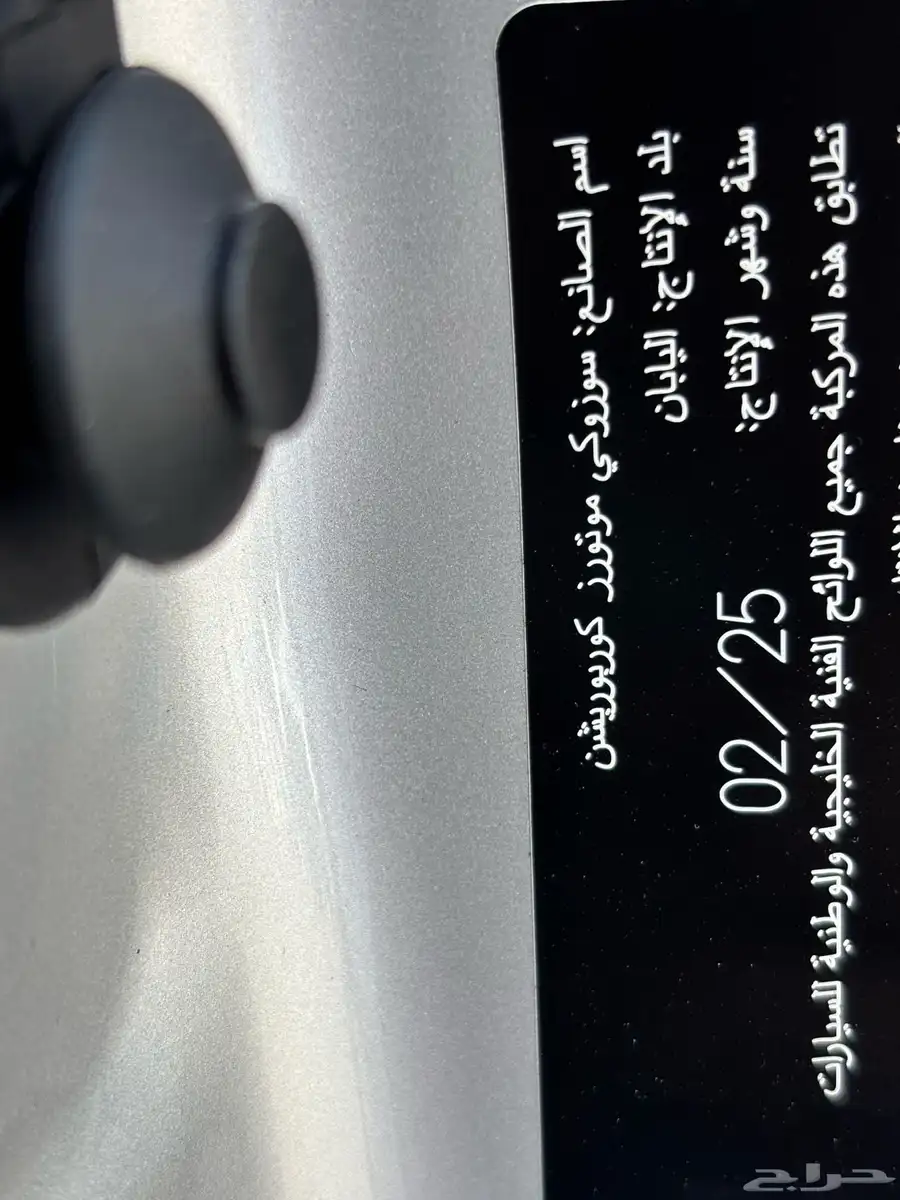 اسم الصانع: سوزوكي موتورز كوربوريشن
بلد الإنتاج: اليابان
سنة وشهر الإنتاج: 02/25
تطابق هذه المركبة جميع اللوائح الفنية الخليجية والوطنية للسيارات
حراج